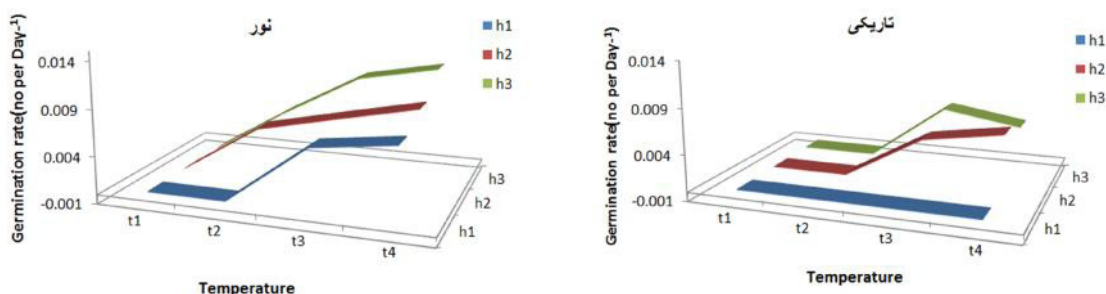 نور
Germination rate(no per Day-¹)
0.014
0.009
0.004
-0.001
t1
t2
t3
t4
h3
h2
h1
Temperature
h1
h2
h3
تاریکی
Germination rate(no per Day-¹)
0.014
0.009
0.004
-0.001
t1
t2
t3
t4
h3
h2
h1
Temperature
h1
h2
h3